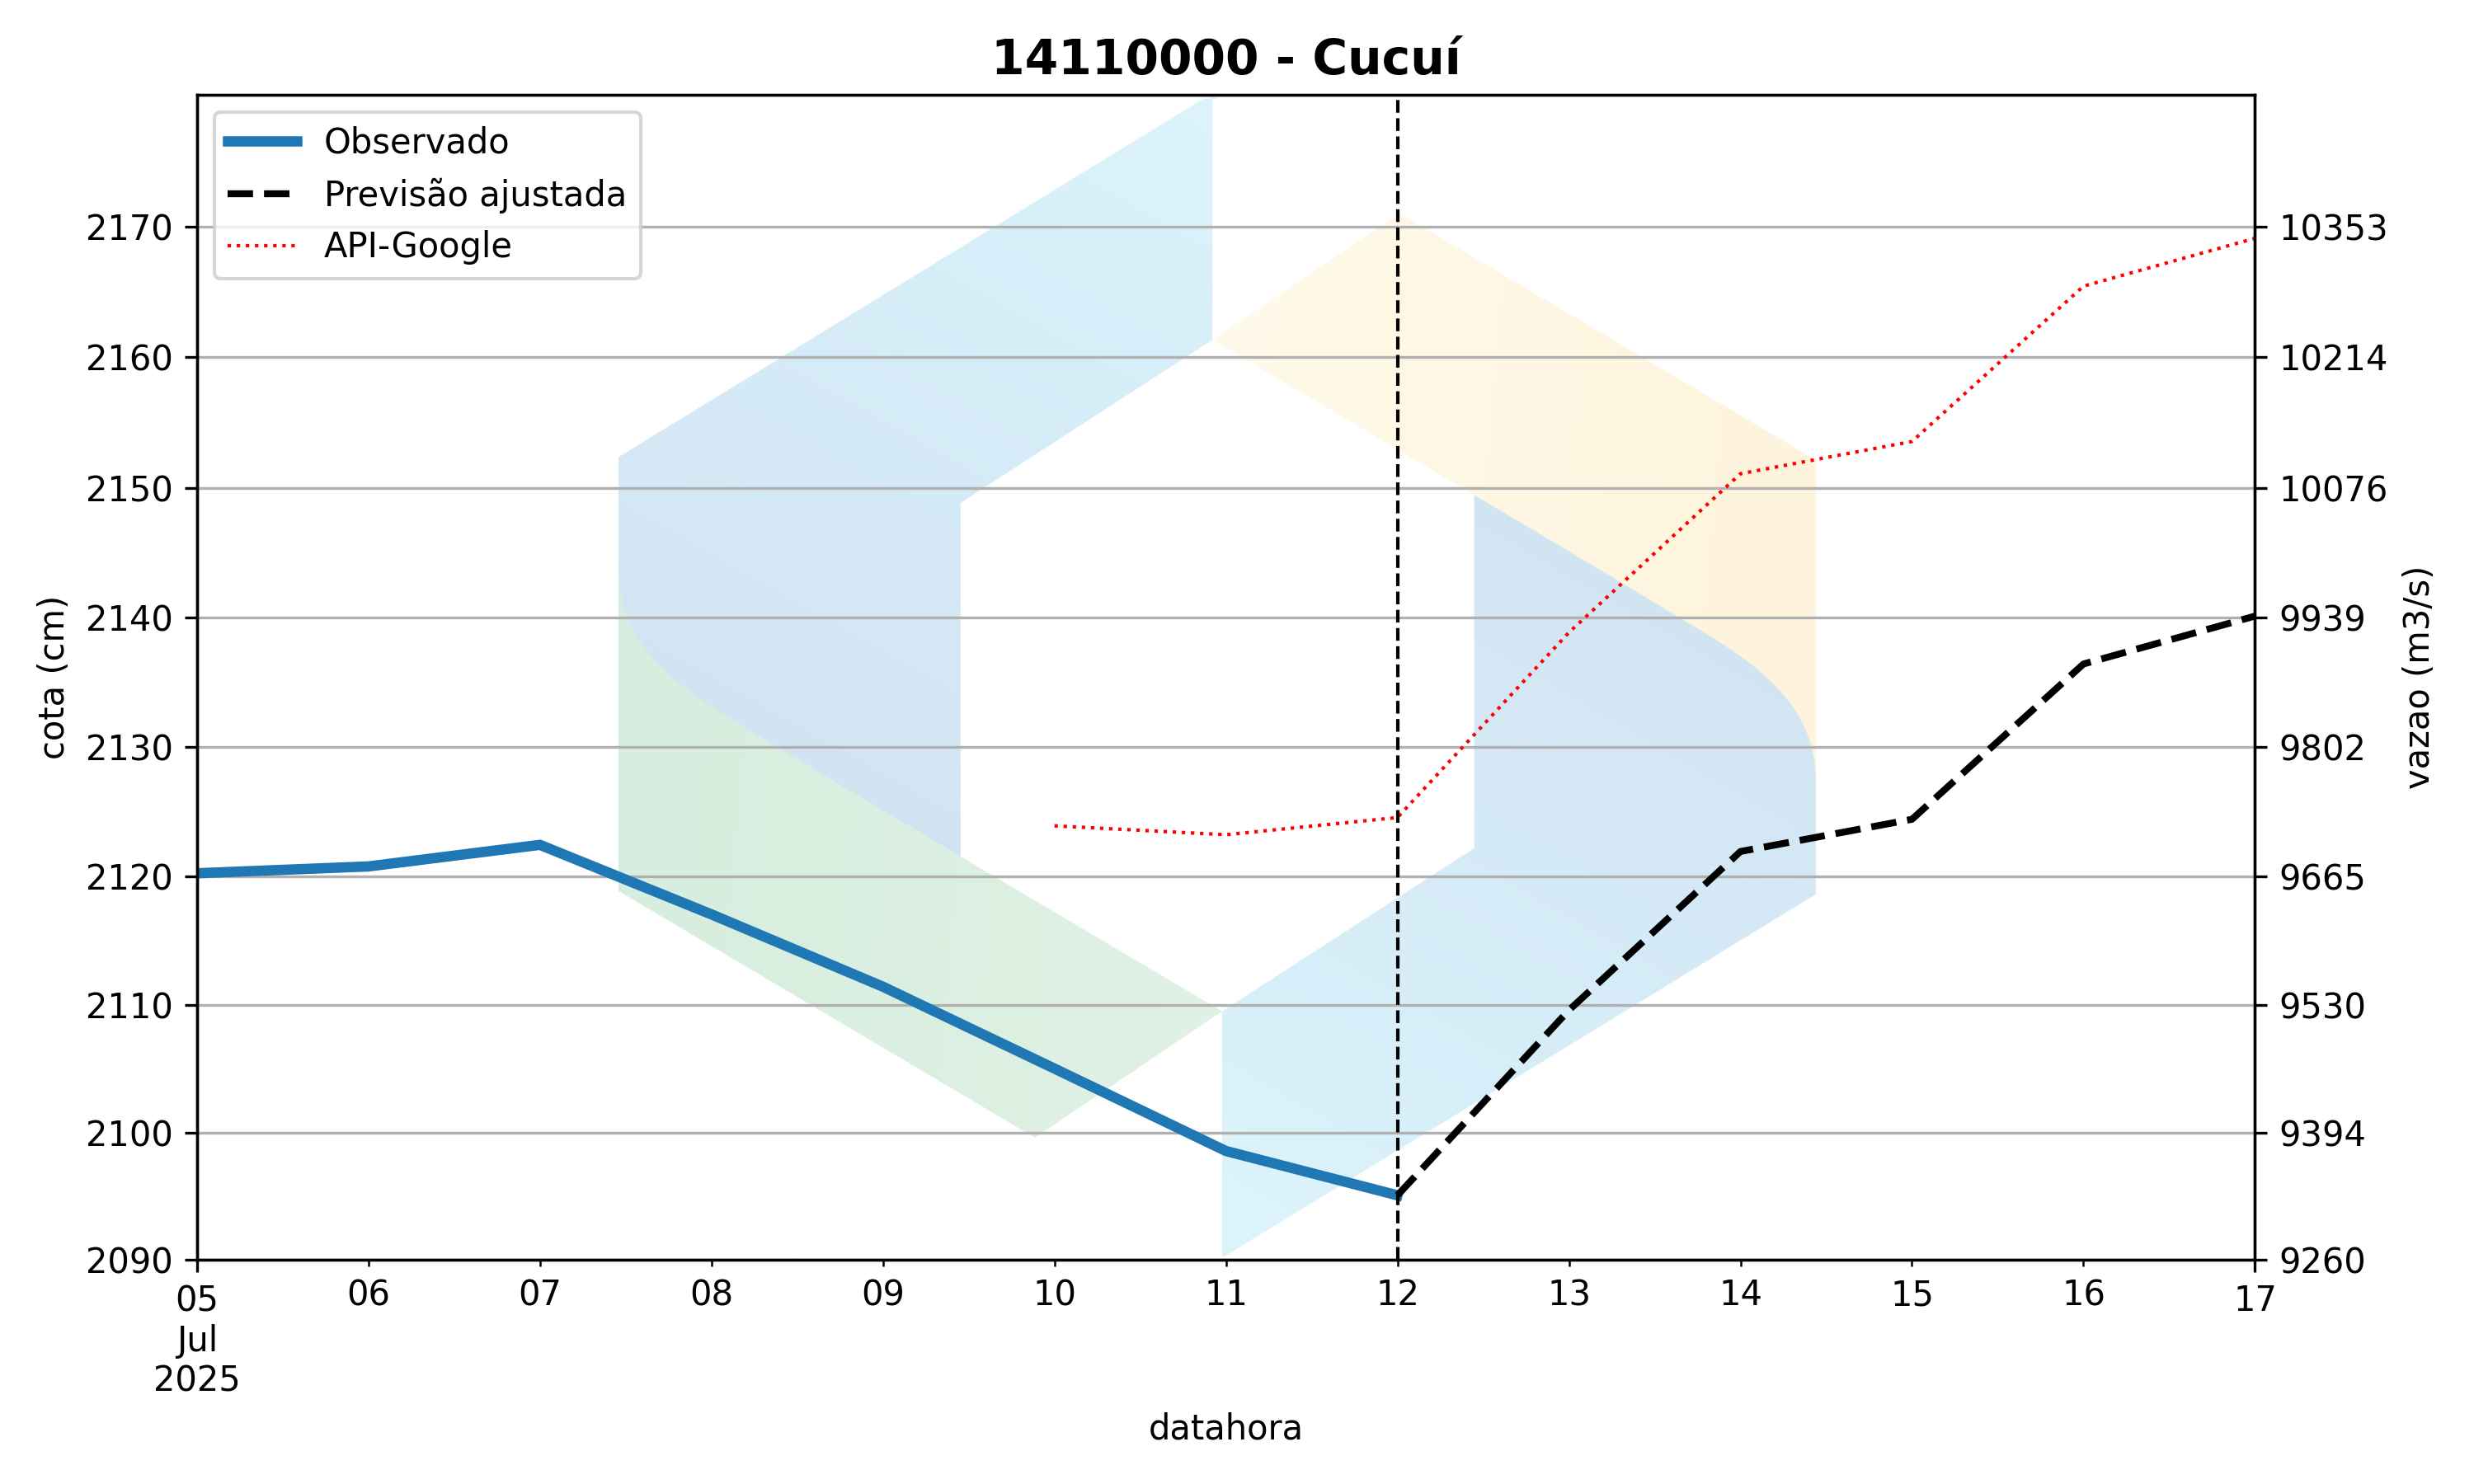 14110000 - Cucuí
Observado
Previsão ajustada
API-Google
2170
2160
2150
2140
2130
2120
2110
2100
2090
cota (cm)
10353
10214
10076
9939
9802
9665
9530
9394
9260
vazao (m3/s)
05 06 07 08 09 10 11 12 13 14 15 16 17
Jul
2025
datahora